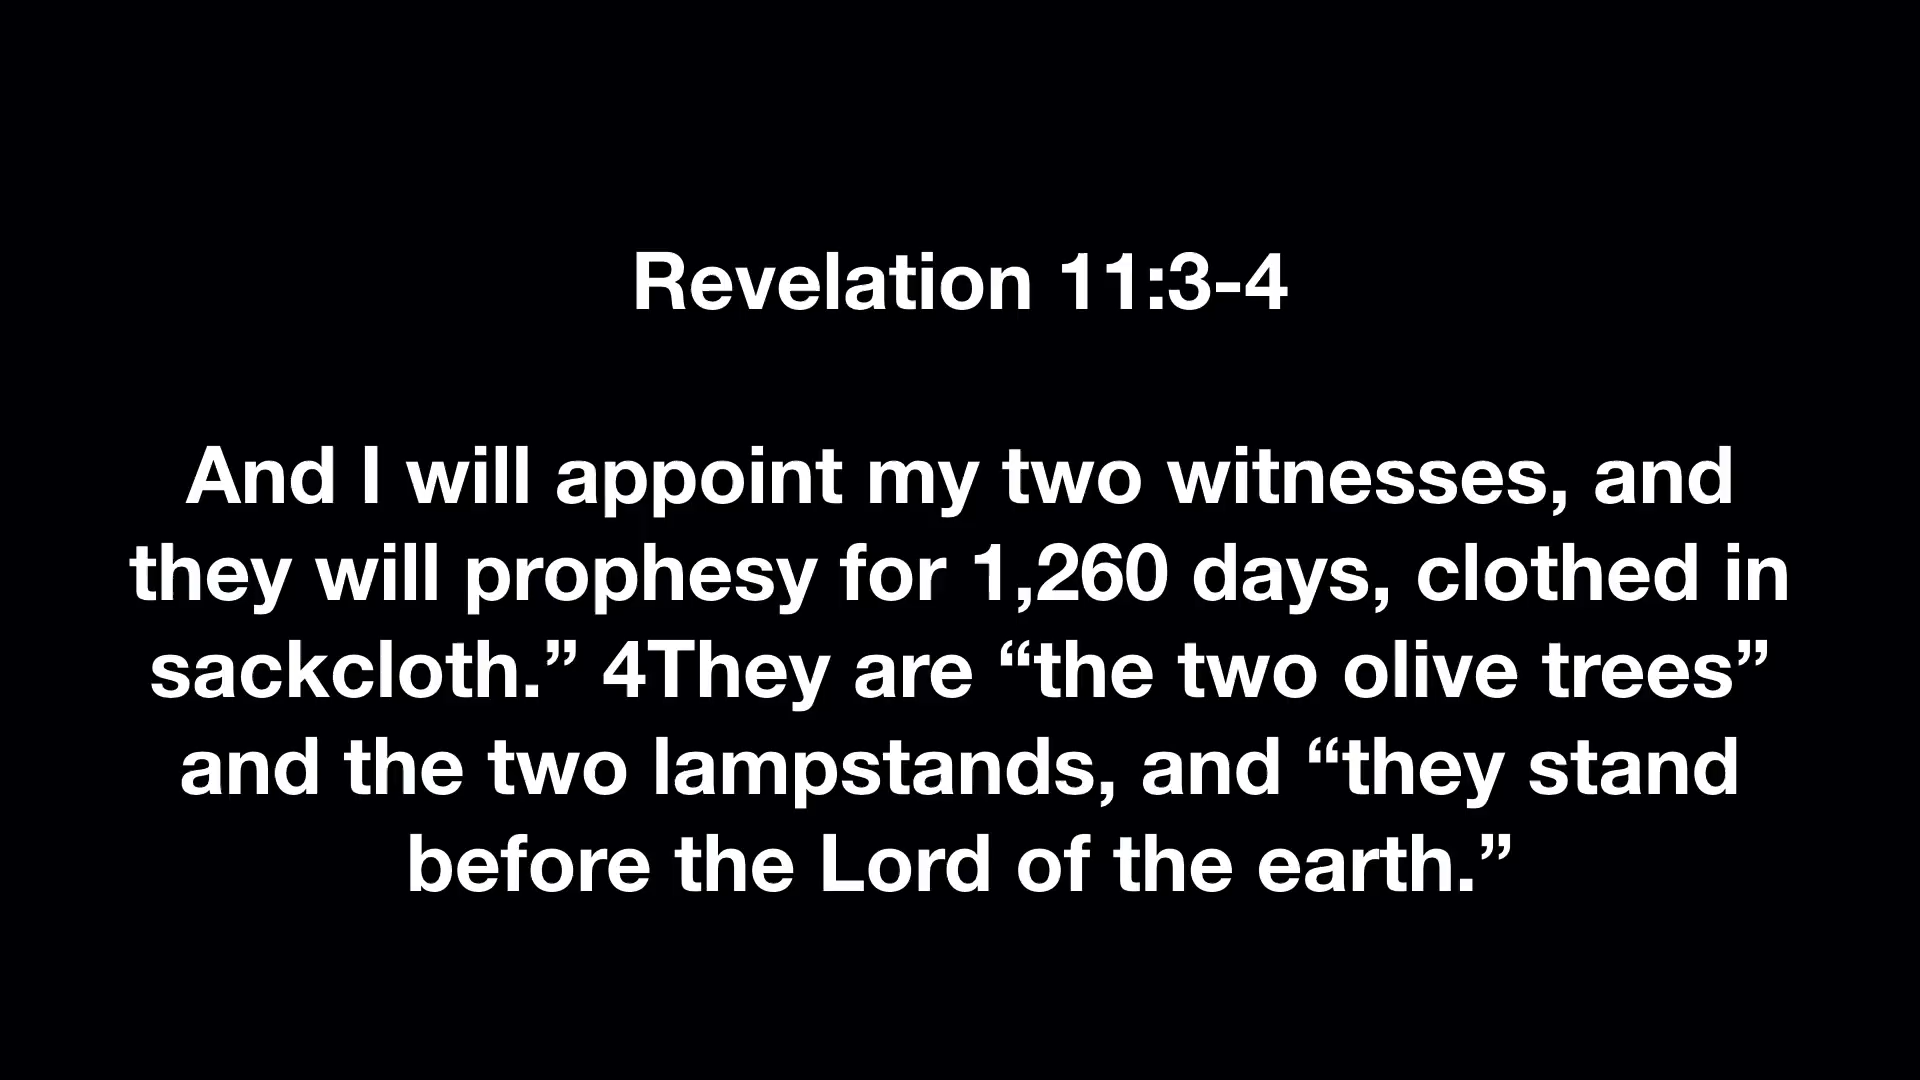 Revelation 11:3-4
And I will appoint my two witnesses, and
they will prophesy for 1,260 days, clothed in
sackcloth.” 4They are “the two olive trees”
and the two lampstands, and “they stand
before the Lord of the earth.”